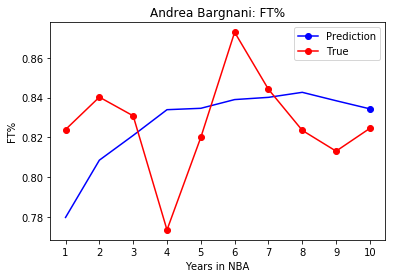 Andrea Bargnani: FT%
Prediction
True
FT%
0.86
0.84
0.82
0.80
0.78
1 2 3 4 5 6 7 8 9 10
Years in NBA